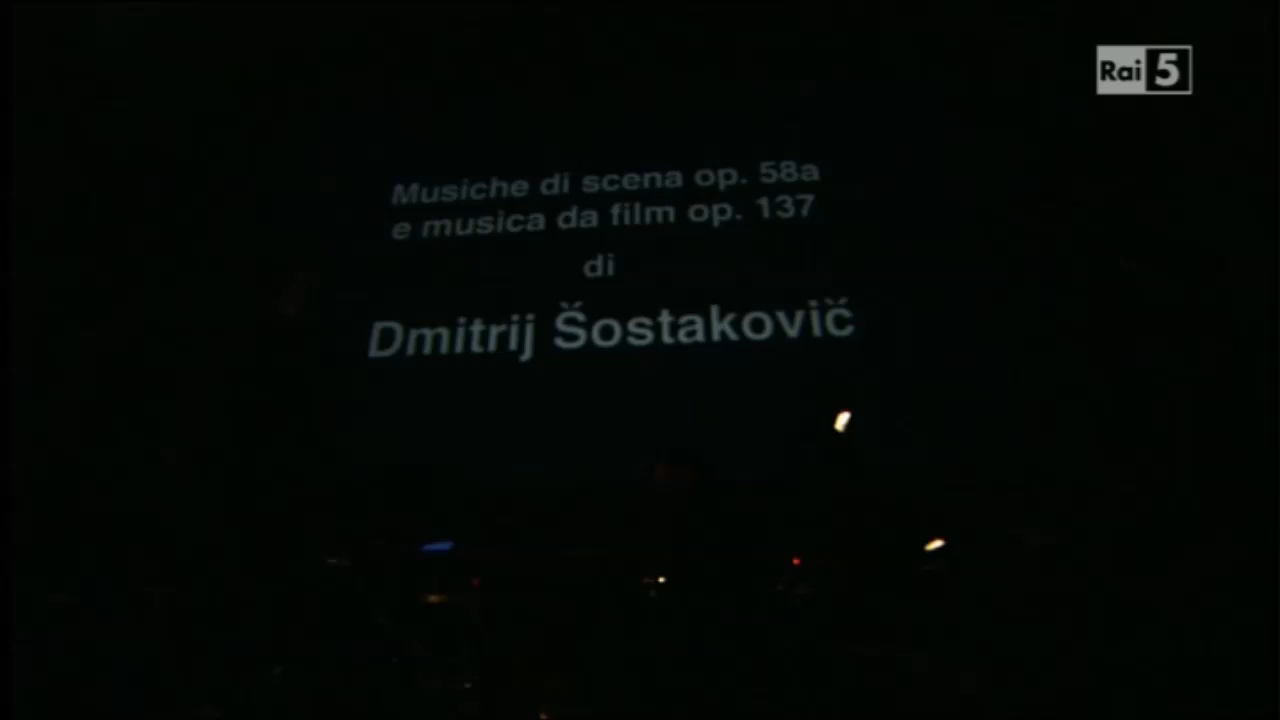 Rai 5
Musiche di scena op. 58a
e musica da film op. 137
di
Dmitrij Šostakovič